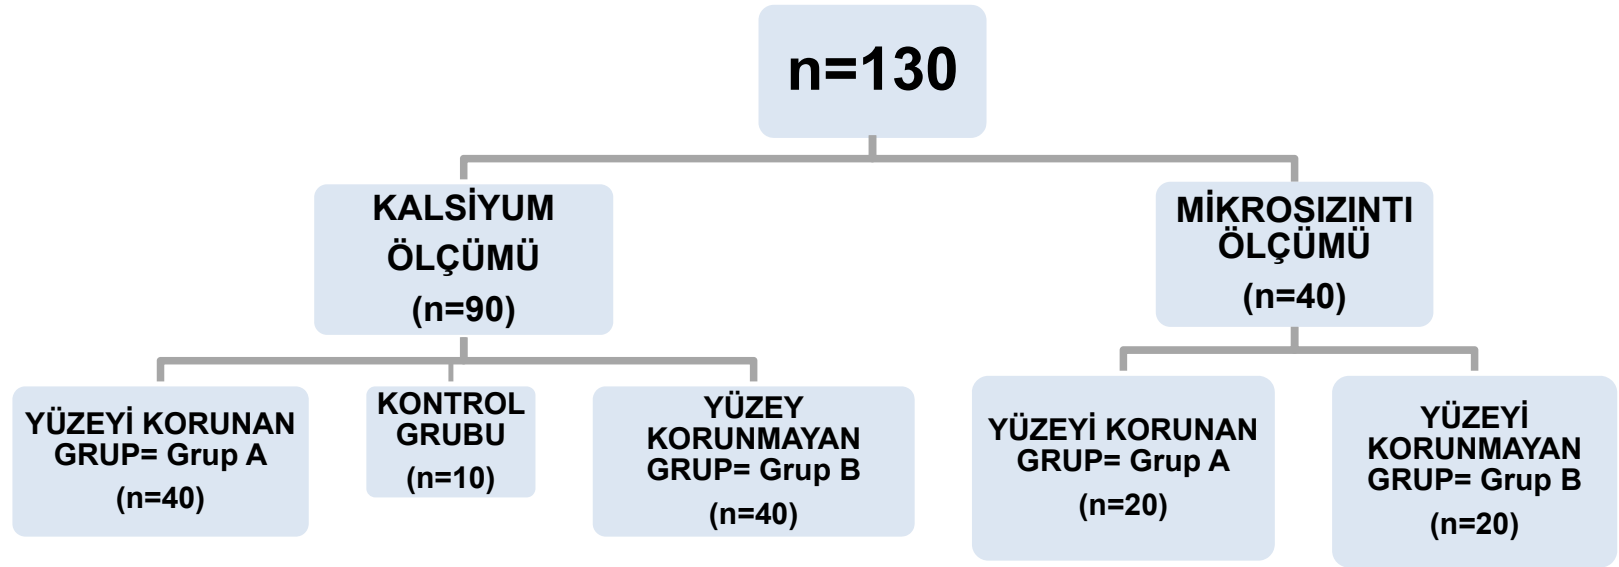 n=130
KALSİYUM
ÖLÇÜMÜ
(n=90)
MİKROSIZINTI
ÖLÇÜMÜ
(n=40)
YÜZEYİ KORUNAN
GRUP= Grup A
(n=40)
KONTROL
GRUBU
(n=10)
YÜZEY
KORUNMAYAN
GRUP= Grup B
(n=40)
YÜZEYİ KORUNAN
GRUP= Grup A
(n=20)
YÜZEYİ
KORUNMAYAN
GRUP= Grup B
(n=20)